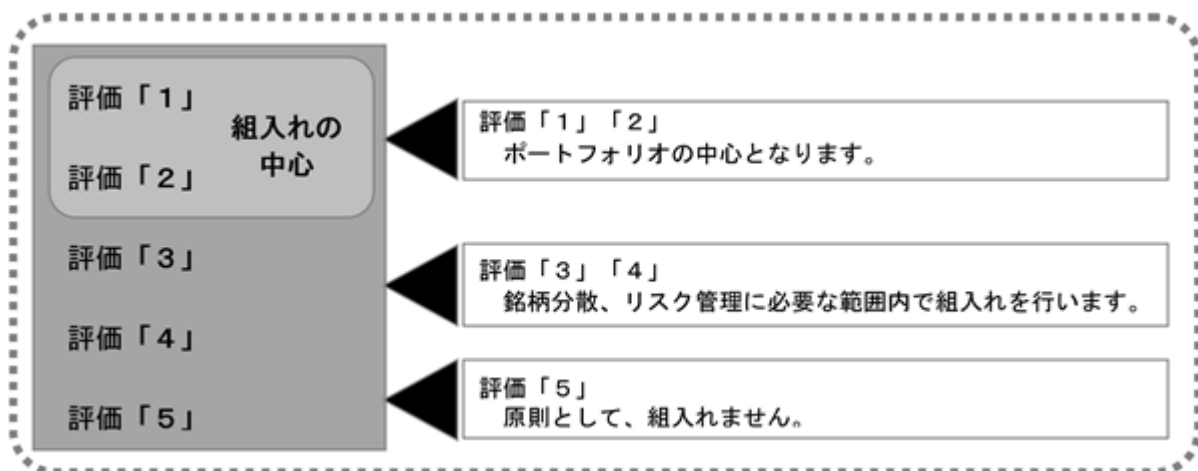 評価「１」
評価「２」
組入れの
中心
評価「３」
評価「４」
評価「５」
評価「１」「２」
ポートフォリオの中心となります。
評価「３」「４」
銘柄分散、リスク管理に必要な範囲内で組入れを行います。
評価「５」
原則として、組入れません。